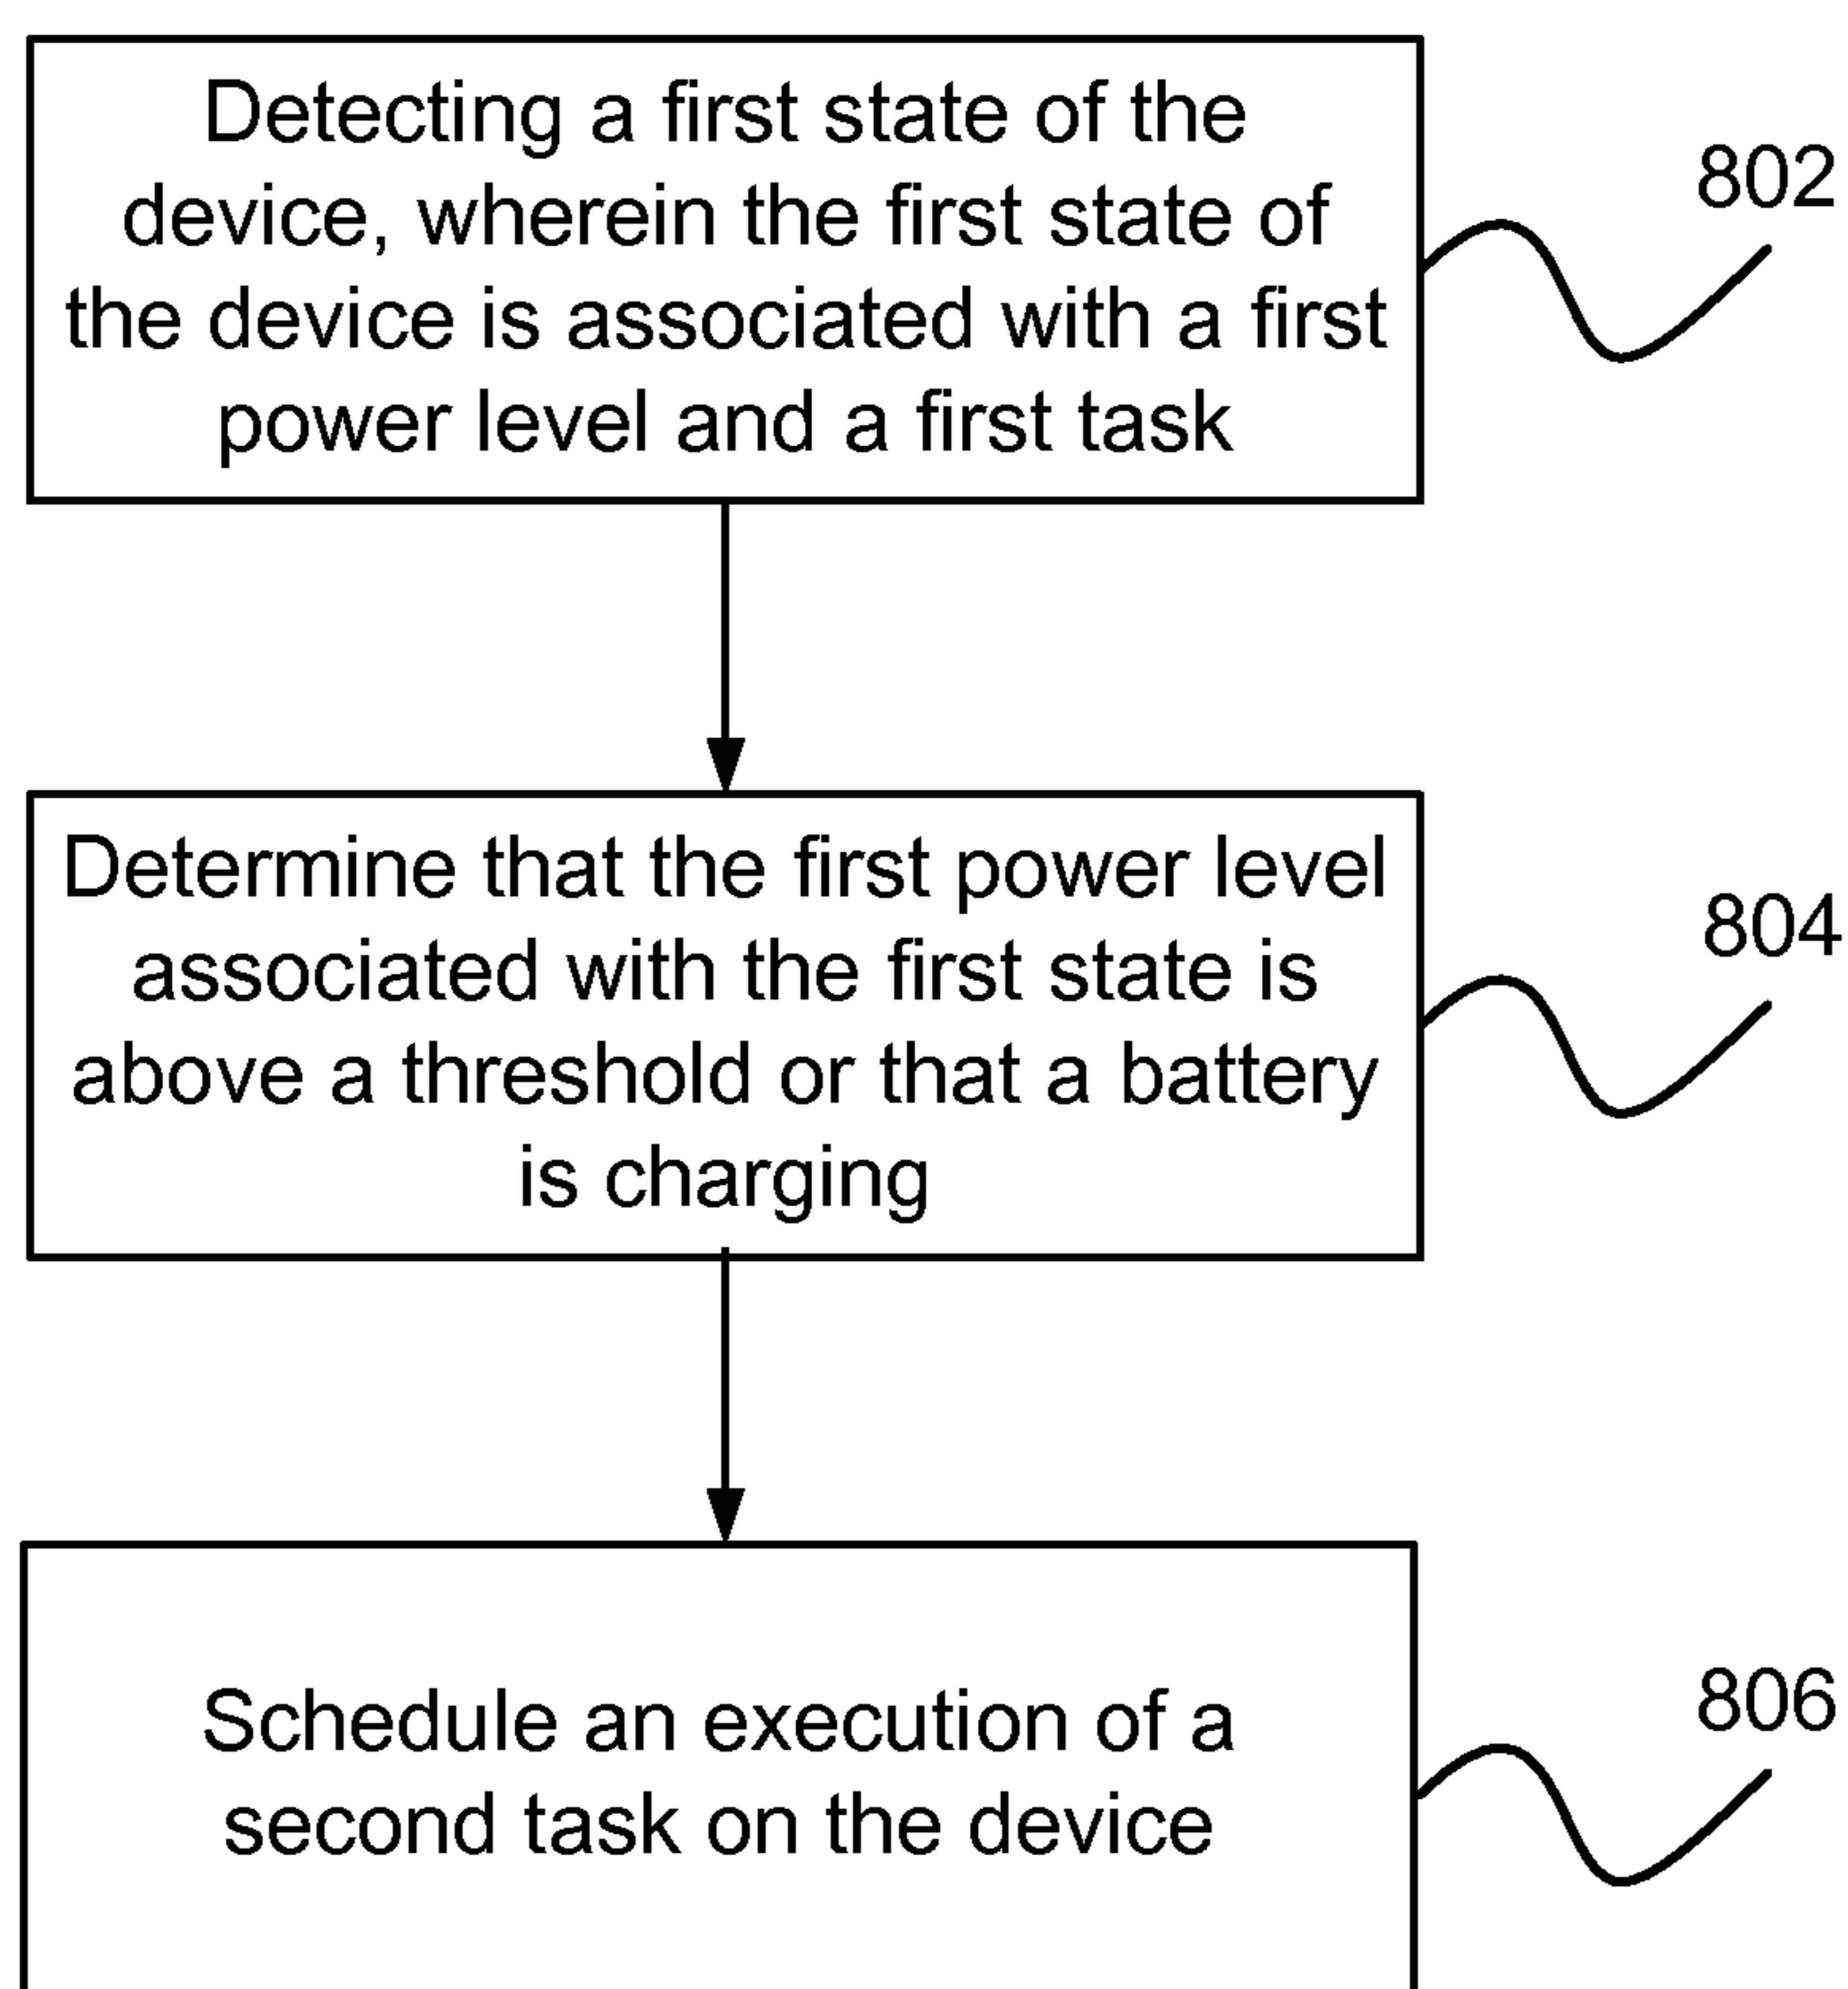 Detecting a first state of the
device, wherein the first state of
the device is associated with a first
power level and a first task
802
Determine that the first power level
associated with the first state is
above a threshold or that a battery
is charging
804
Schedule an execution of a
second task on the device
806